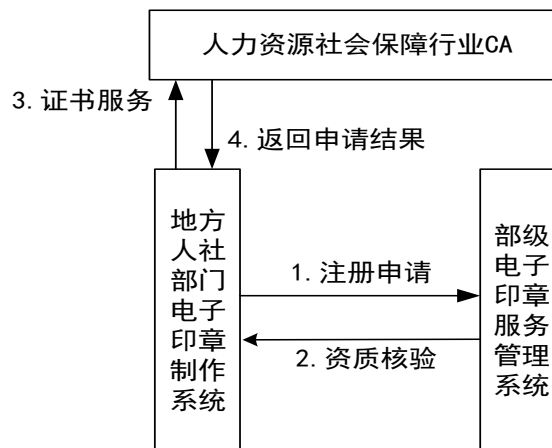 人力资源社会保障行业CA
3.证书服务
4.返回申请结果
地方
人社
部门
电子
印章
制作
系统
1.注册申请
2.资质核验
部级
电子
印章
服务
管理
系统